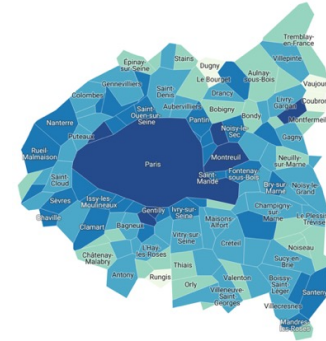 Tremblay-
en-France
Épinay-
sur-Seine
Stains
Dugny
Villepinte
Le Bourget
Aulnay-
sous-Bois
Gennevilliers
Saint-
Denis
Vaujour
Colombes
Aubervilliers
Drancy
Livry-
Gargan
Coubron
Saint-
Ouen-sur-
Seine
Pantin
Bobigny
Bondy
Montfermeil
Nanterre
Noisy-le-
Sec
Puteaux
Gagny
Rueil-
Malmaison
Paris
Montreuil
Neuilly-
sur-Marne
Saint-
Cloud
Saint-
Mandé
Fontenay-
sous-Bois
Bry-sur-
Marne
Noisy-le-
Grand
Sèvres
Issy-les-
Moulineaux
Chaville
Gentilly
Ivry-sur-
Seine
Maisons-
Alfort
Champigny-
sur-
Marne
Le Plessis-
Trévise
Clamart
Bagneux
Vitry-sur-
Seine
Créteil
Noiseau
Châtenay-
Malabry
L'Haÿ-
les-Roses
Thiais
Sucy-en-
Brie
Antony
Rungis
Orly
Valenton
Boissy-
Saint-
Léger
Santeny
Villeneuve-
Saint-
Georges
Villecresnes
Mandres-
les-Roses